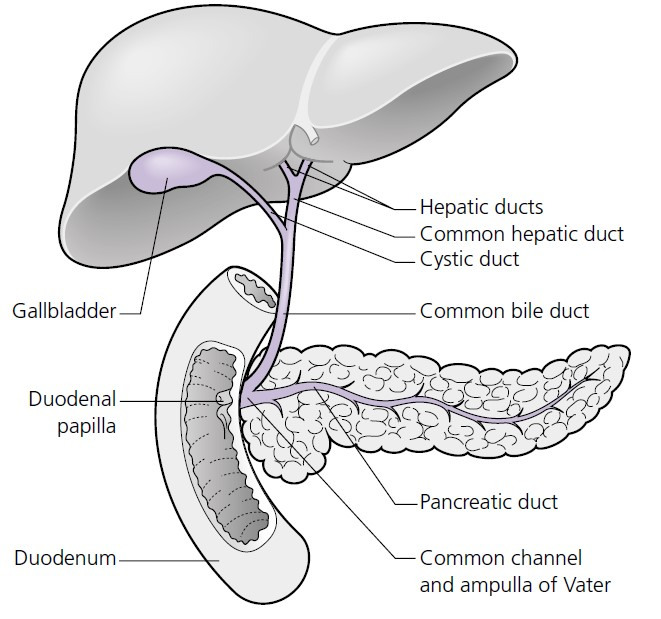 Hepatic ducts
Common hepatic duct
Cystic duct
Gallbladder
Common bile duct
Duodenal
papilla
Pancreatic duct
Duodenum
Common channel
and ampulla of Vater